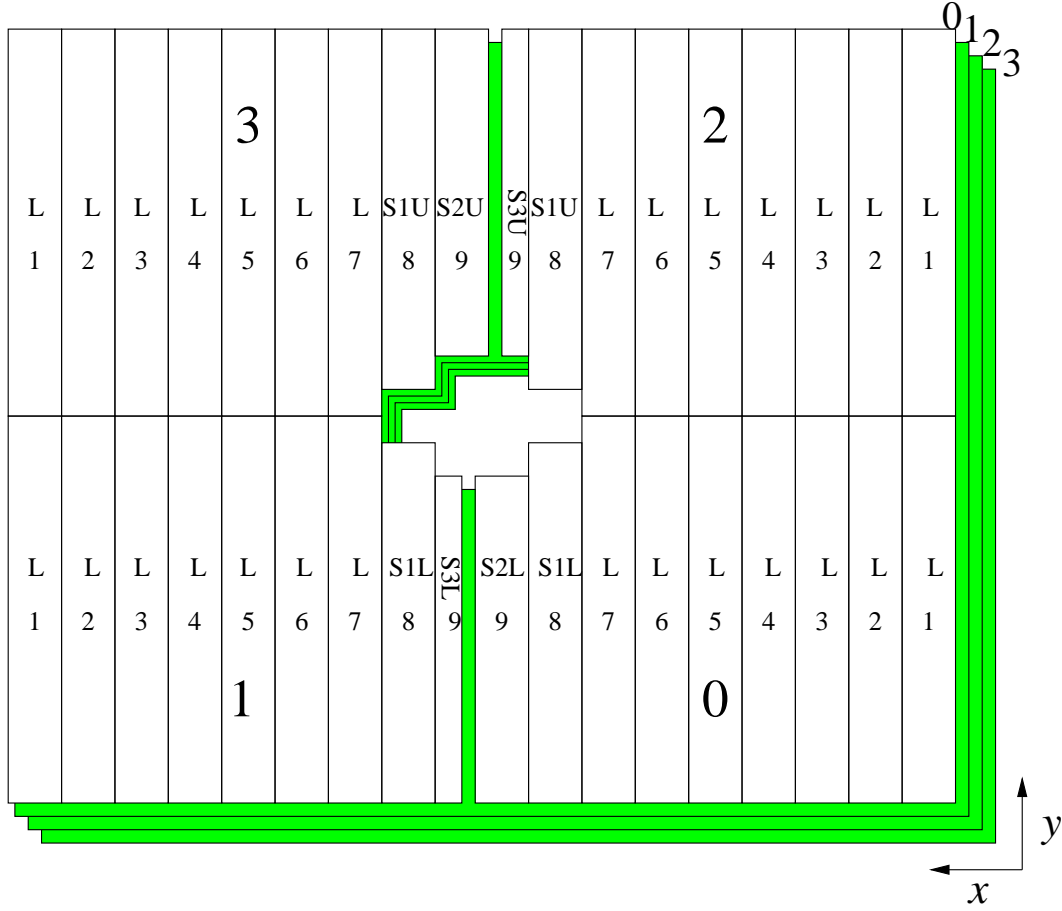 0
1
2
3
3 2
L L L L L L L S1U S2U S3U S1U L L L L L L L
1 2 3 4 5 6 7 8 9 9 8 7 6 5 4 3 2 1
L L L L L L L S1L S3L S2L S1L L L L L L L L
1 2 3 4 5 6 7 8 9 9 8 7 6 5 4 3 2 1
1 0
y
x